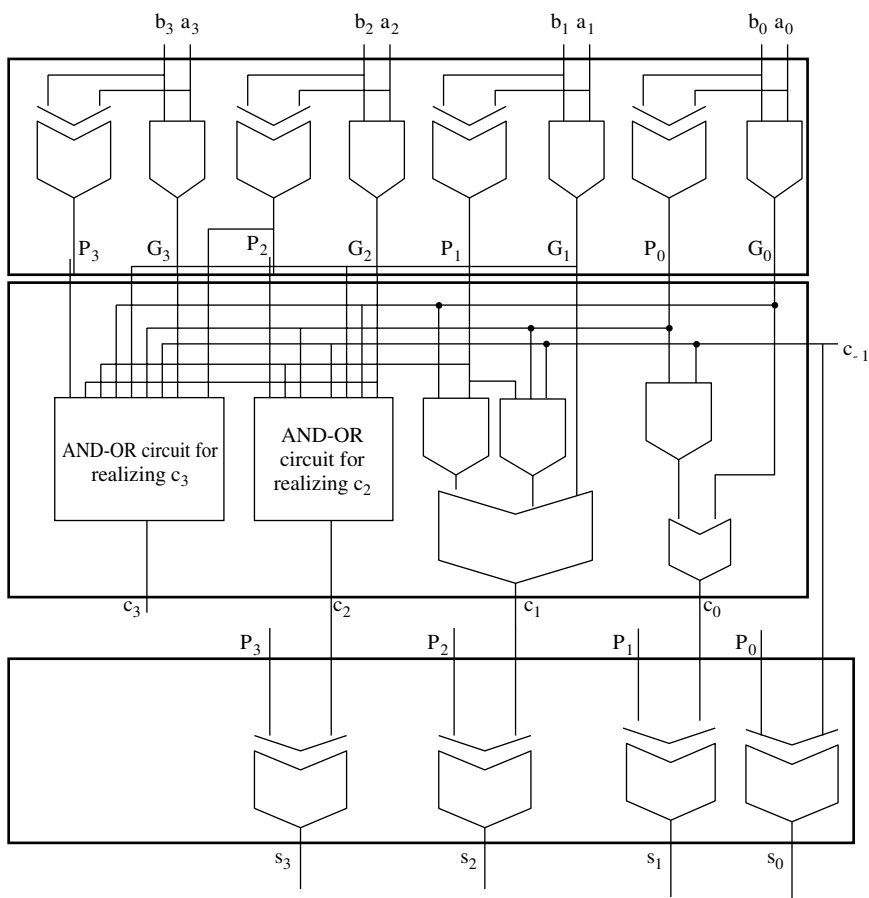 b₃ a₃ b₂ a₂ b₁ a₁ b₀ a₀
P₃ G₃ P₂ G₂ P₁ G₁ P₀ G₀
c₋₁
AND-OR circuit for
realizing c₃
AND-OR
circuit for
realizing c₂
c₃ c₂ c₁ c₀
P₃ P₂ P₁ P₀
s₃ s₂ s₁ s₀